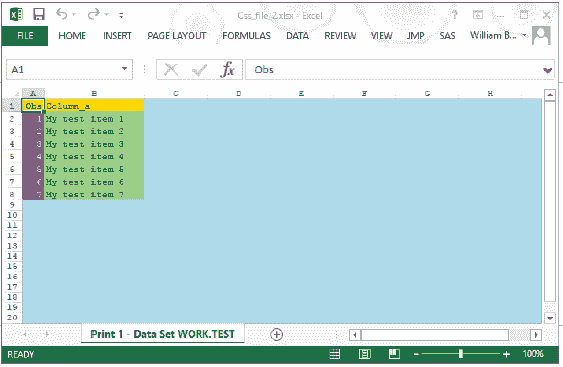 Css_file_2.xlsx - Excel
FILE HOME INSERT PAGE LAYOUT FORMULAS DATA REVIEW VIEW JMP SAS William B...
A1 fx Obs
A B C D E F G H
1 Obs Column_a
2 1 My test item 1
3 2 My test item 2
4 3 My test item 3
5 4 My test item 4
6 5 My test item 5
7 6 My test item 6
8 7 My test item 7
9
10
11
12
13
14
15
16
17
18
19
20
Print 1 - Data Set WORK.TEST
READY 100%